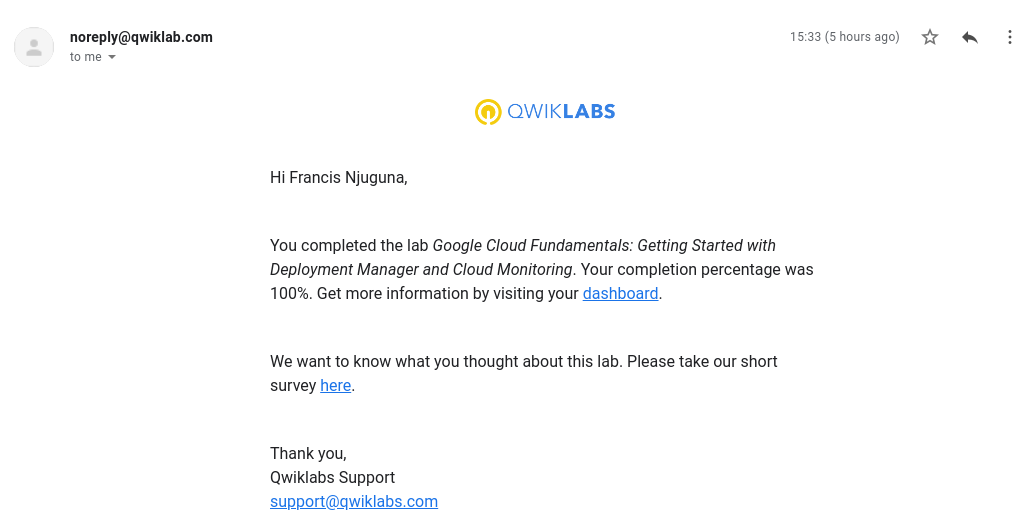 noreply@qwiklab.com
15:33 (5 hours ago)
to me
QWIKLABS
Hi Francis Njuguna,
You completed the lab Google Cloud Fundamentals: Getting Started with
Deployment Manager and Cloud Monitoring. Your completion percentage was
100%. Get more information by visiting your dashboard.
We want to know what you thought about this lab. Please take our short
survey here.
Thank you,
Qwiklabs Support
support@qwiklabs.com